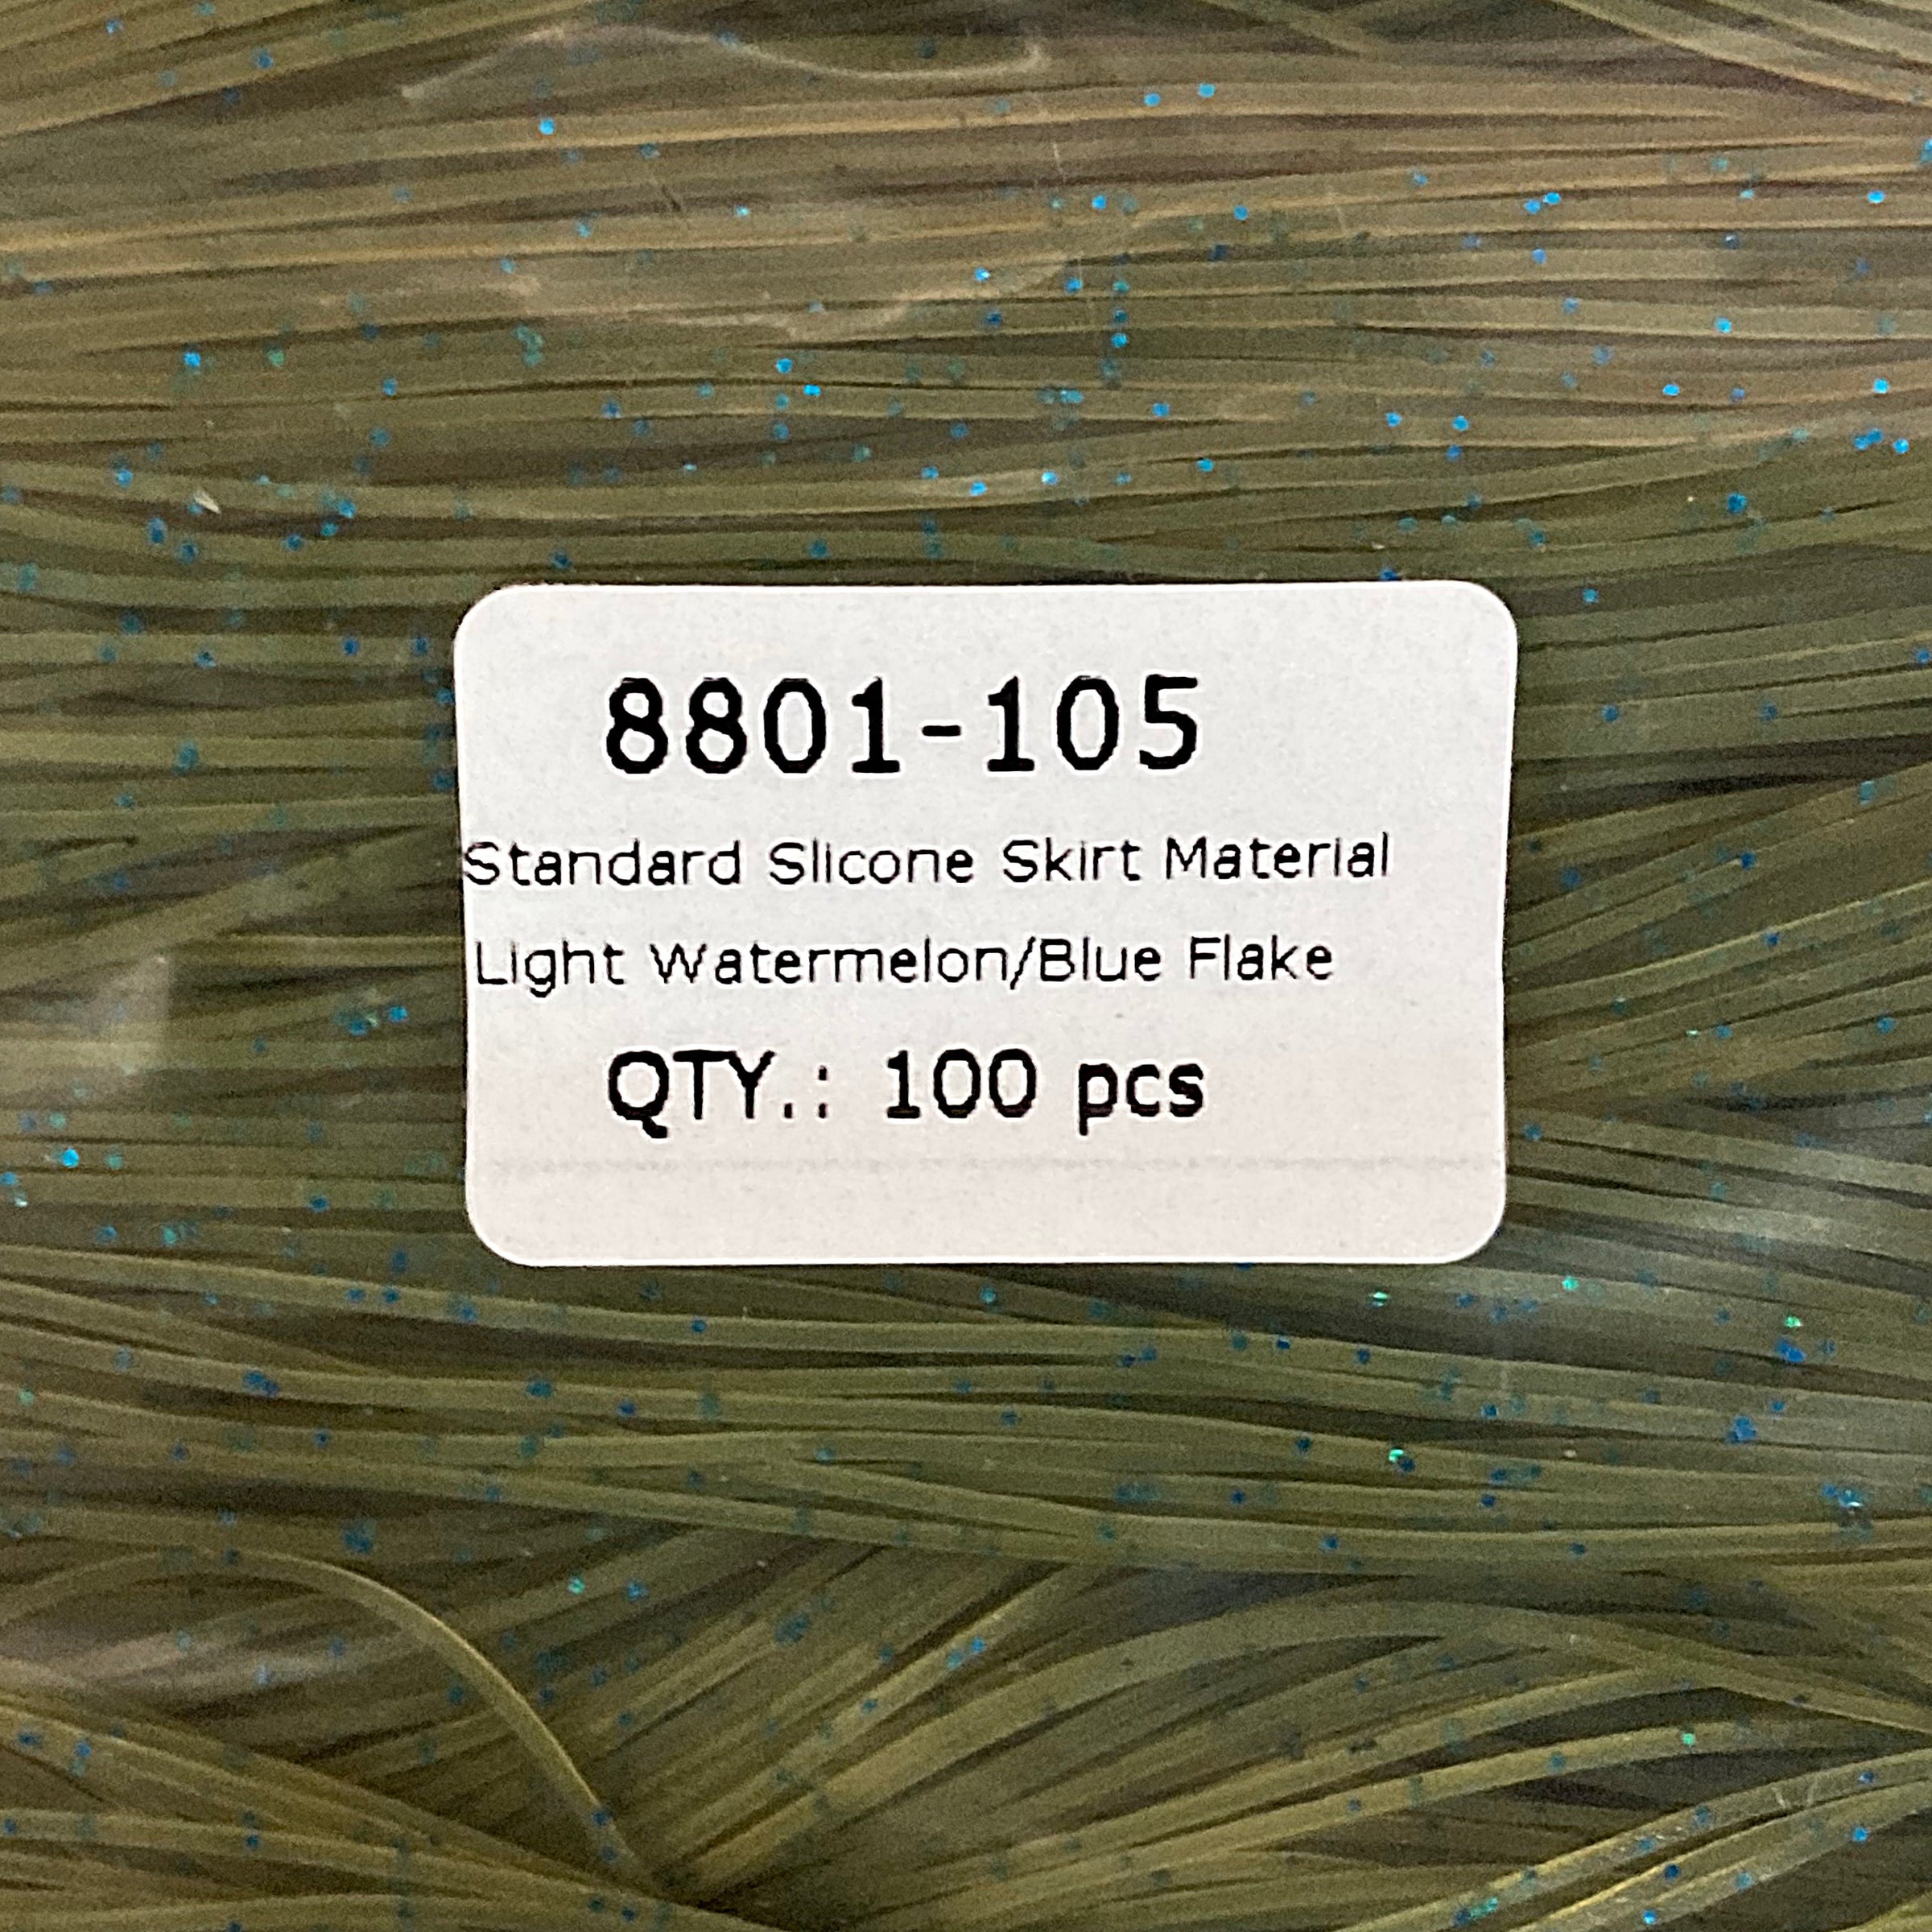 8801-105
Standard Slicone Skirt Material
Light Watermelon/Blue Flake
QTY.: 100 pcs